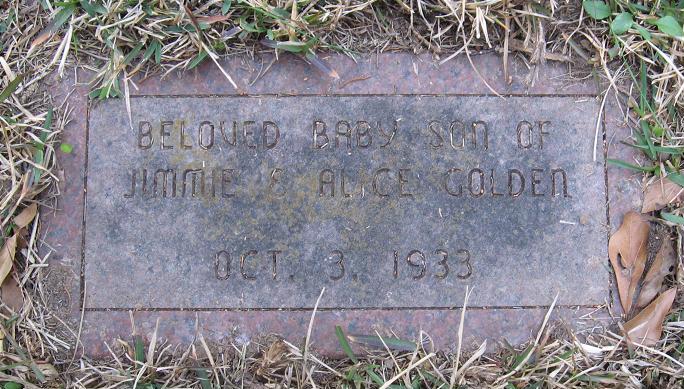 BELOVED BABY SON OF
JIMMIE & ALICE GOLDEN
OCT. 3. 1933